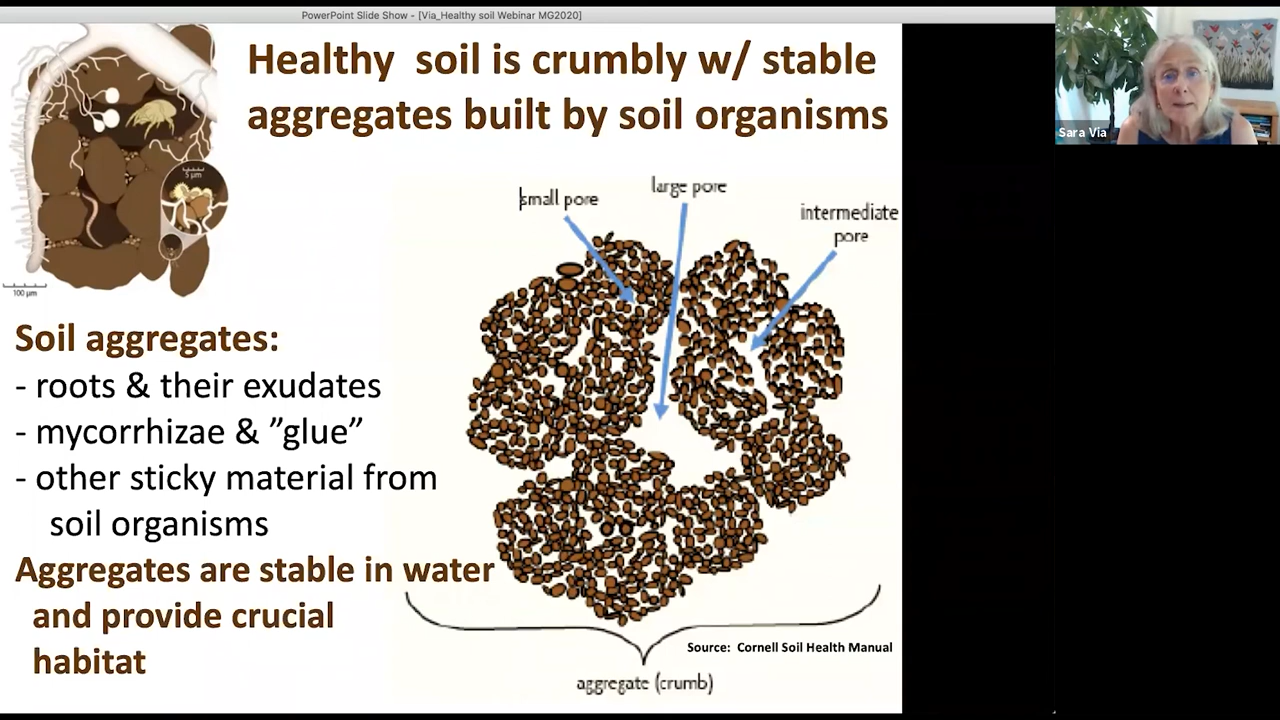 PowerPoint Slide Show - [Via_Healthy soil Webinar MG2020]
Healthy soil is crumbly w/ stable
aggregates built by soil organisms
Sara Via
5 µm
100 µm
small pore
large pore
intermediate
pore
Soil aggregates:
- roots & their exudates
- mycorrhizae & ”glue”
- other sticky material from
soil organisms
Aggregates are stable in water
and provide crucial
habitat
Source: Cornell Soil Health Manual
aggregate (crumb)